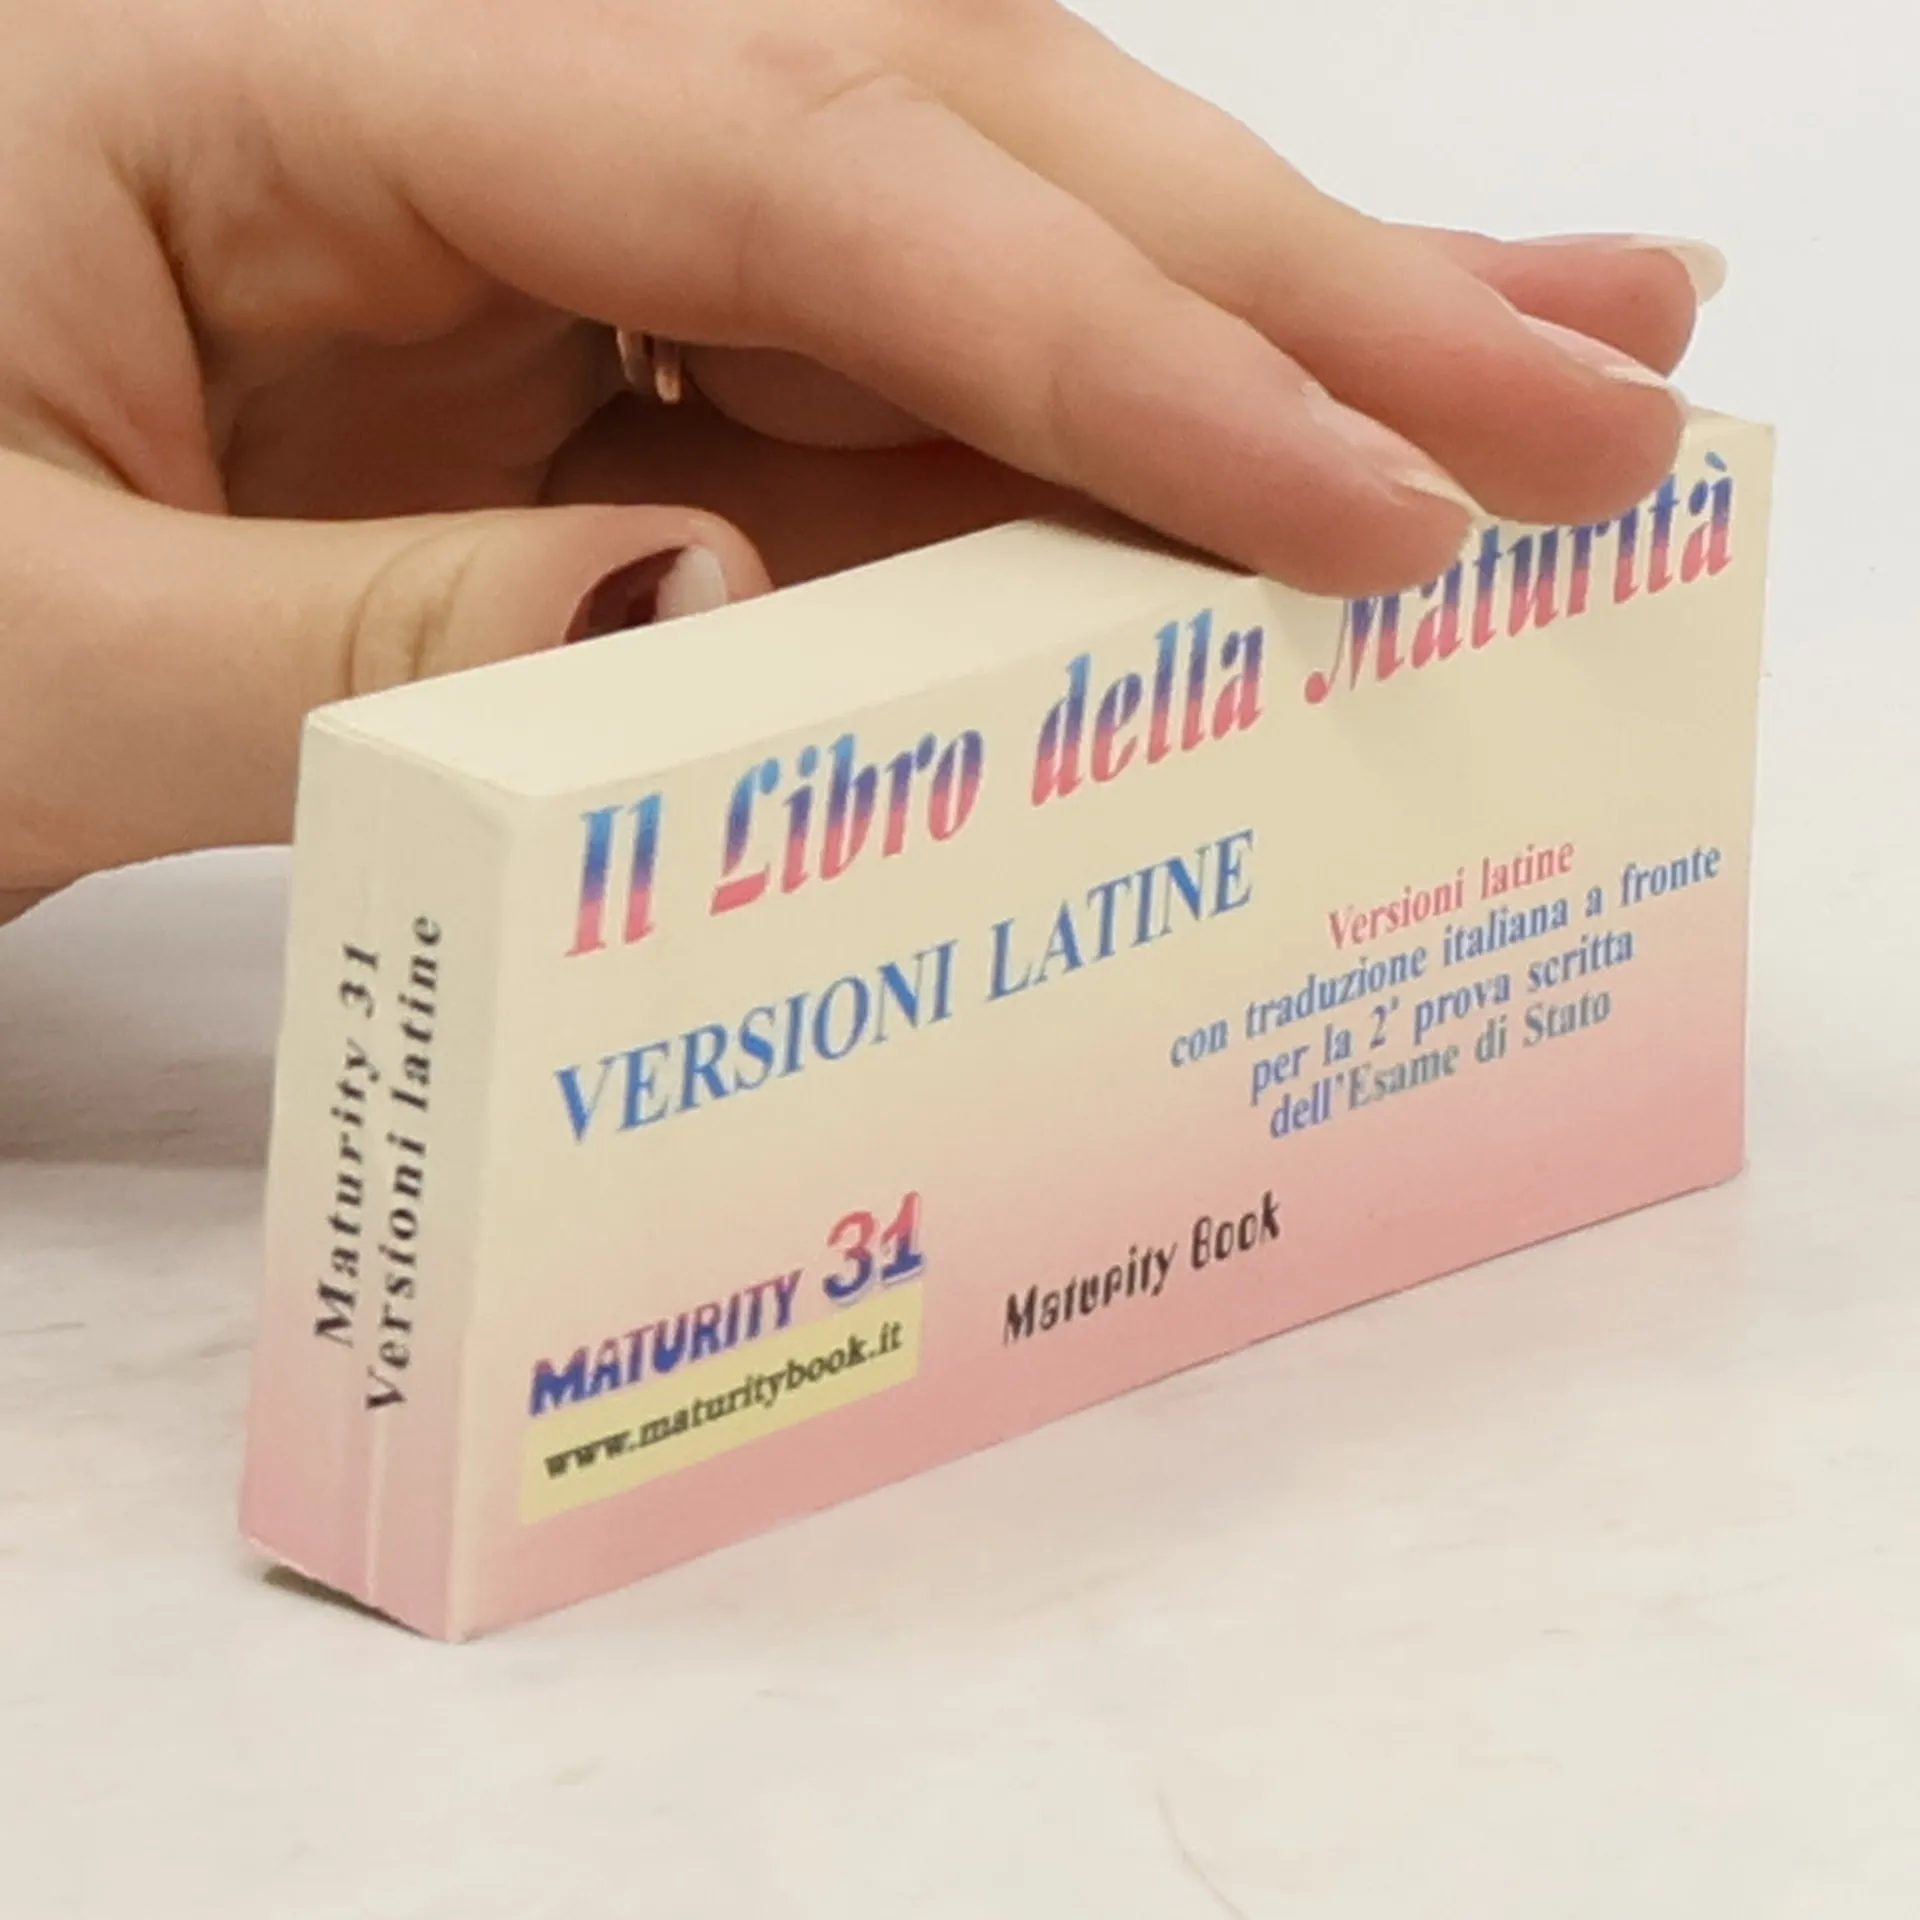 Il Libro della Maturità
VERSIONI LATINE
Versioni latine
con traduzione italiana a fronte
per la 2ª prova scritta
dell'Esame di Stato
MATURITY 31
www.maturitybook.it
Maturity Book
Maturity 31
Versioni latine